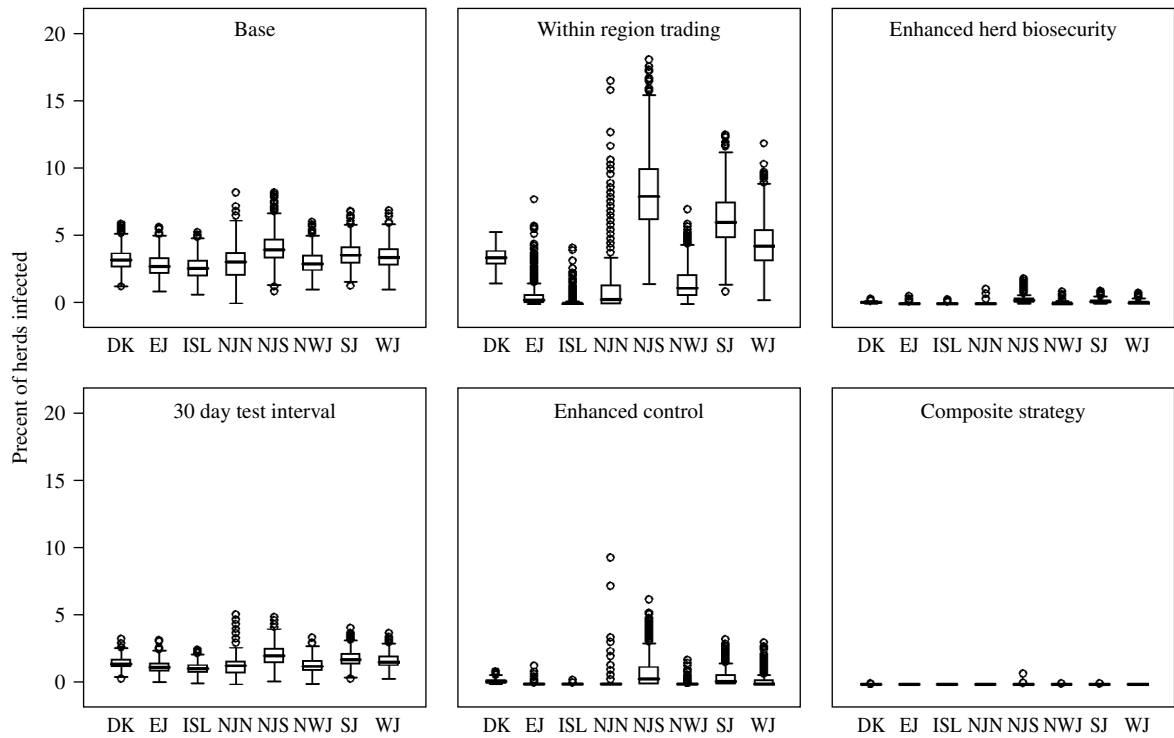 Precent of herds infected
Base
Within region trading
Enhanced herd biosecurity
20
15
10
5
0
DK EJ ISL NJN NJS NWJ SJ WJ
DK EJ ISL NJN NJS NWJ SJ WJ
DK EJ ISL NJN NJS NWJ SJ WJ
30 day test interval
Enhanced control
Composite strategy
20
15
10
5
0
DK EJ ISL NJN NJS NWJ SJ WJ
DK EJ ISL NJN NJS NWJ SJ WJ
DK EJ ISL NJN NJS NWJ SJ WJ